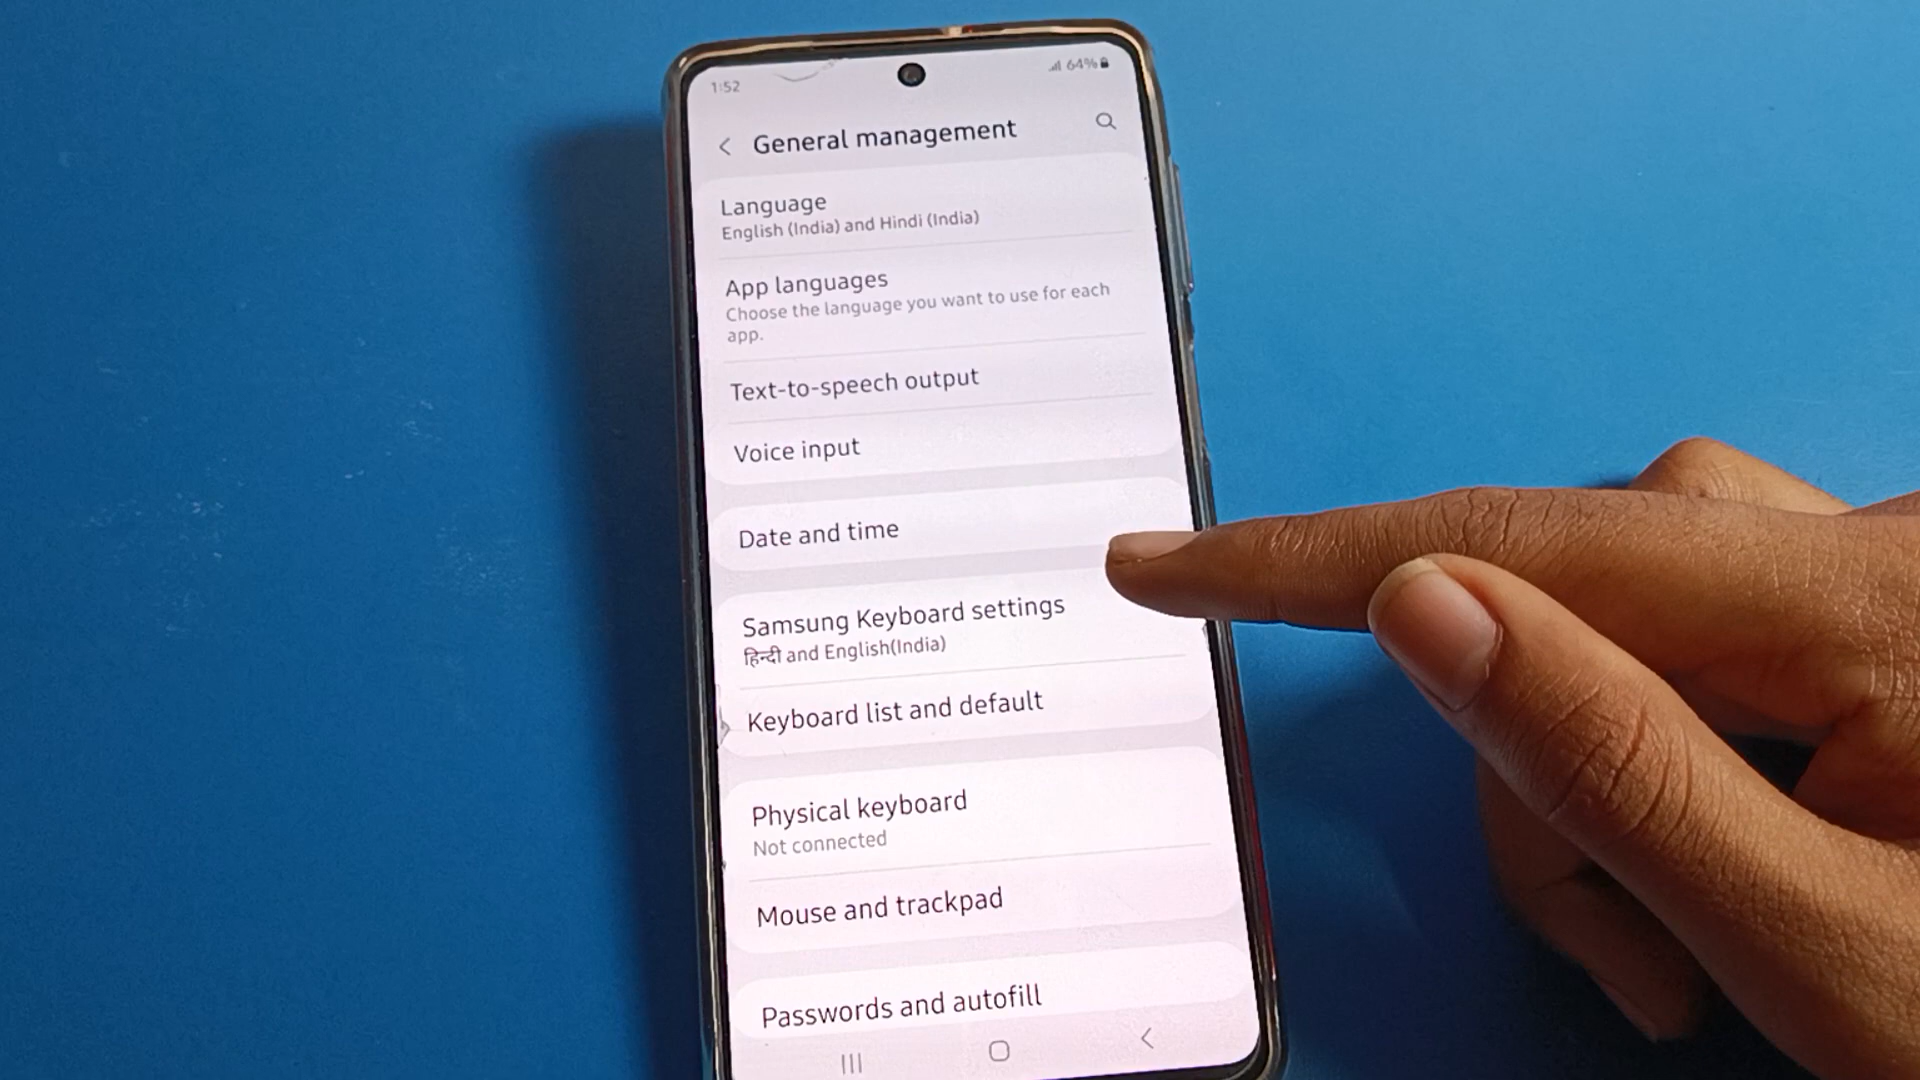 1:52
64%
General management
Language
English (India) and Hindi (India)
App languages
Choose the language you want to use for each
app.
Text-to-speech output
Voice input
Date and time
Samsung Keyboard settings
हिन्दी and English(India)
Keyboard list and default
Physical keyboard
Not connected
Mouse and trackpad
Passwords and autofill